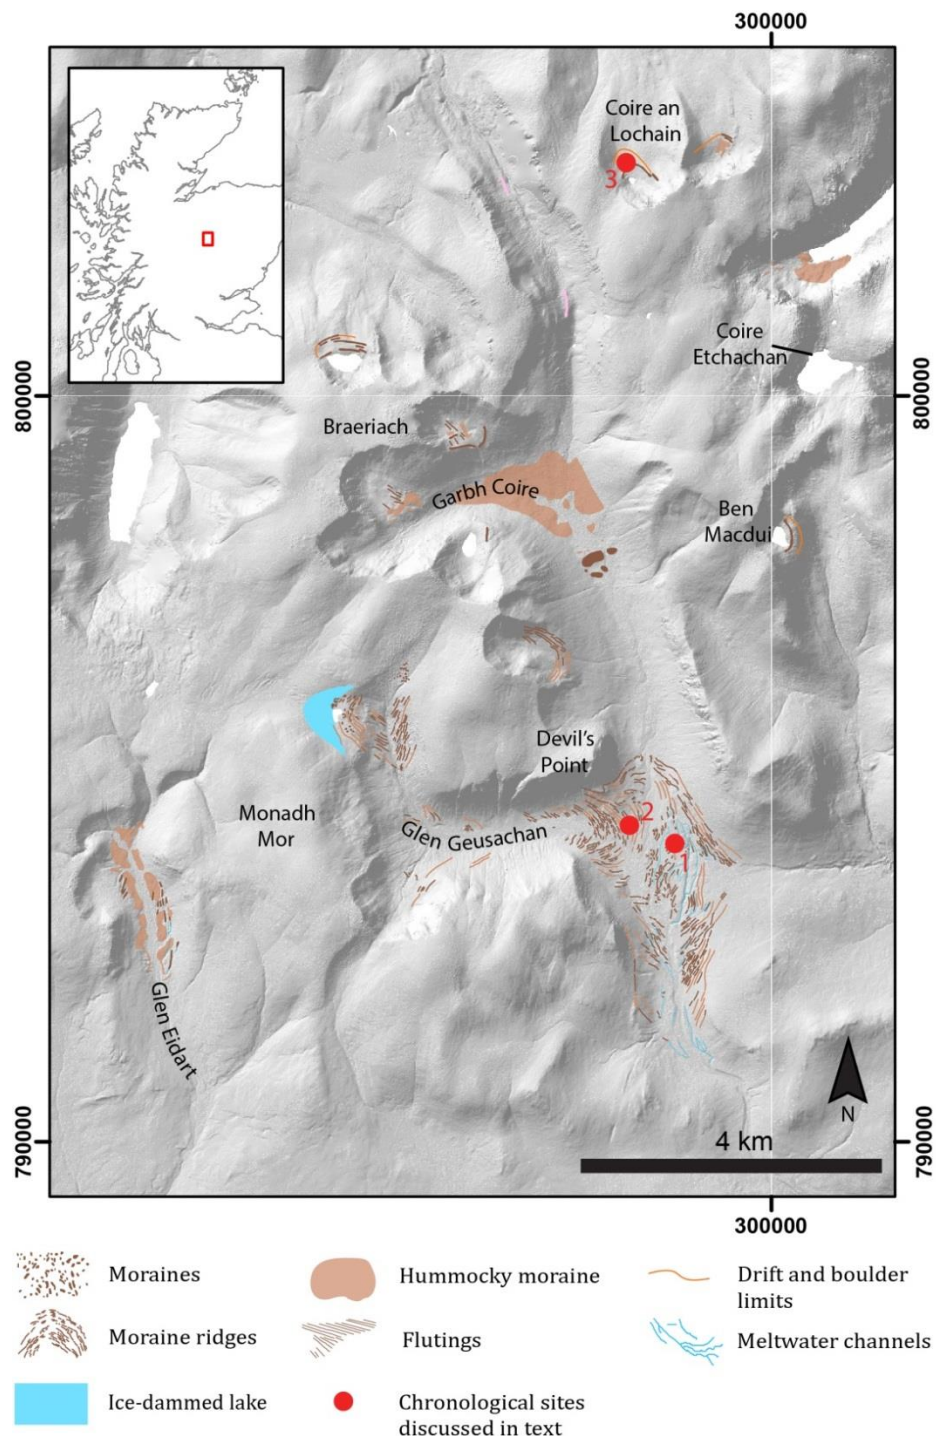 300000
Coire an
Lochain
3
Coire
Etchachan
800000
800000
Braeriach
Garbh Coire
Ben
Macdui
Devil's
Point
Monadh
Mor
2
Glen Geusachan
1
Glen Eidart
N
4 km
790000
790000
300000
Moraines
Hummocky moraine
Drift and boulder
limits
Moraine ridges
Flutings
Meltwater channels
Ice-dammed lake
Chronological sites
discussed in text